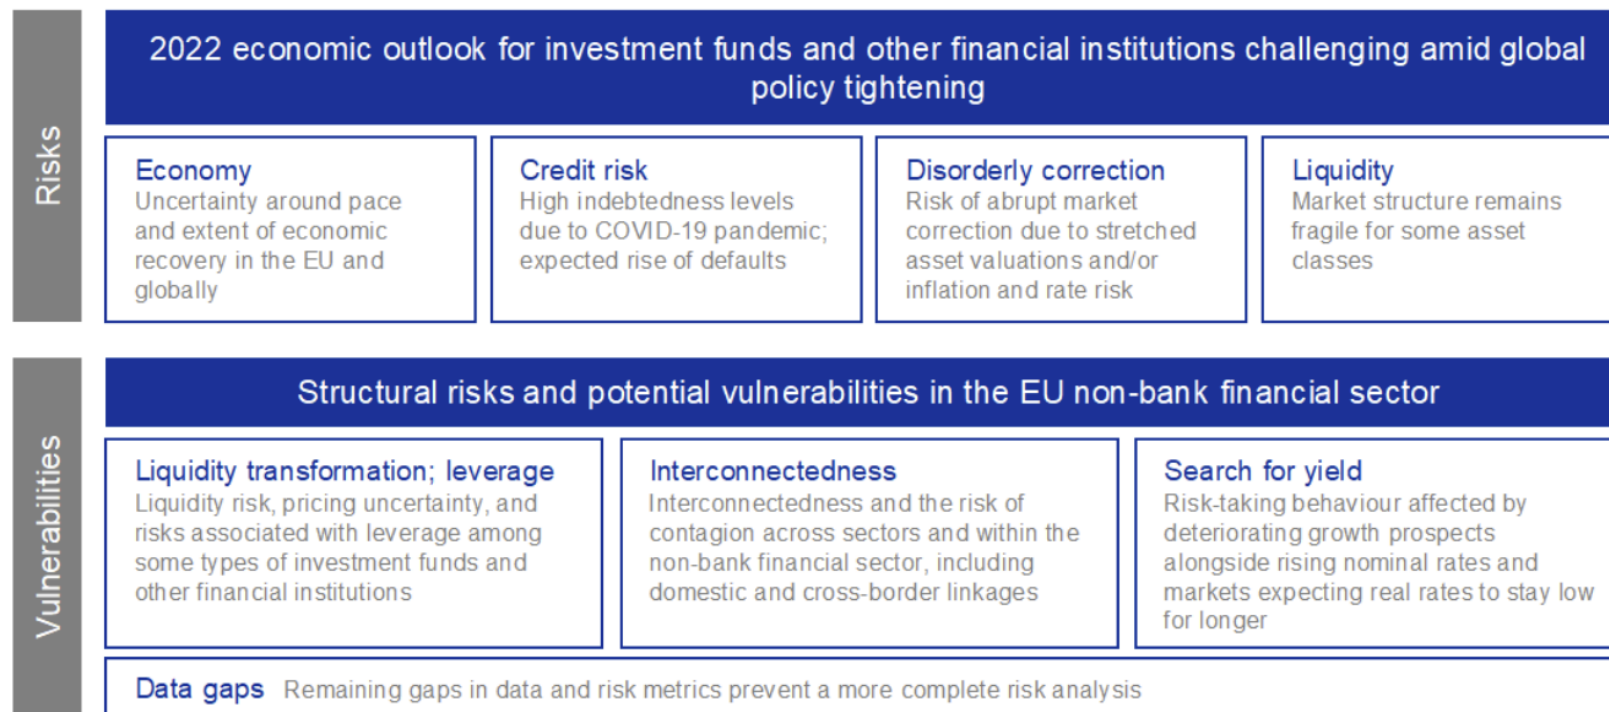 Risks
2022 economic outlook for investment funds and other financial institutions challenging amid global
policy tightening
Economy
Uncertainty around pace
and extent of economic
recovery in the EU and
globally
Credit risk
High indebtedness levels
due to COVID-19 pandemic;
expected rise of defaults
Disorderly correction
Risk of abrupt market
correction due to stretched
asset valuations and/or
inflation and rate risk
Liquidity
Market structure remains
fragile for some asset
classes
Vulnerabilities
Structural risks and potential vulnerabilities in the EU non-bank financial sector
Liquidity transformation; leverage
Liquidity risk, pricing uncertainty, and
risks associated with leverage among
some types of investment funds and
other financial institutions
Interconnectedness
Interconnectedness and the risk of
contagion across sectors and within the
non-bank financial sector, including
domestic and cross-border linkages
Search for yield
Risk-taking behaviour affected by
deteriorating growth prospects
alongside rising nominal rates and
markets expecting real rates to stay low
for longer
Data gaps Remaining gaps in data and risk metrics prevent a more complete risk analysis